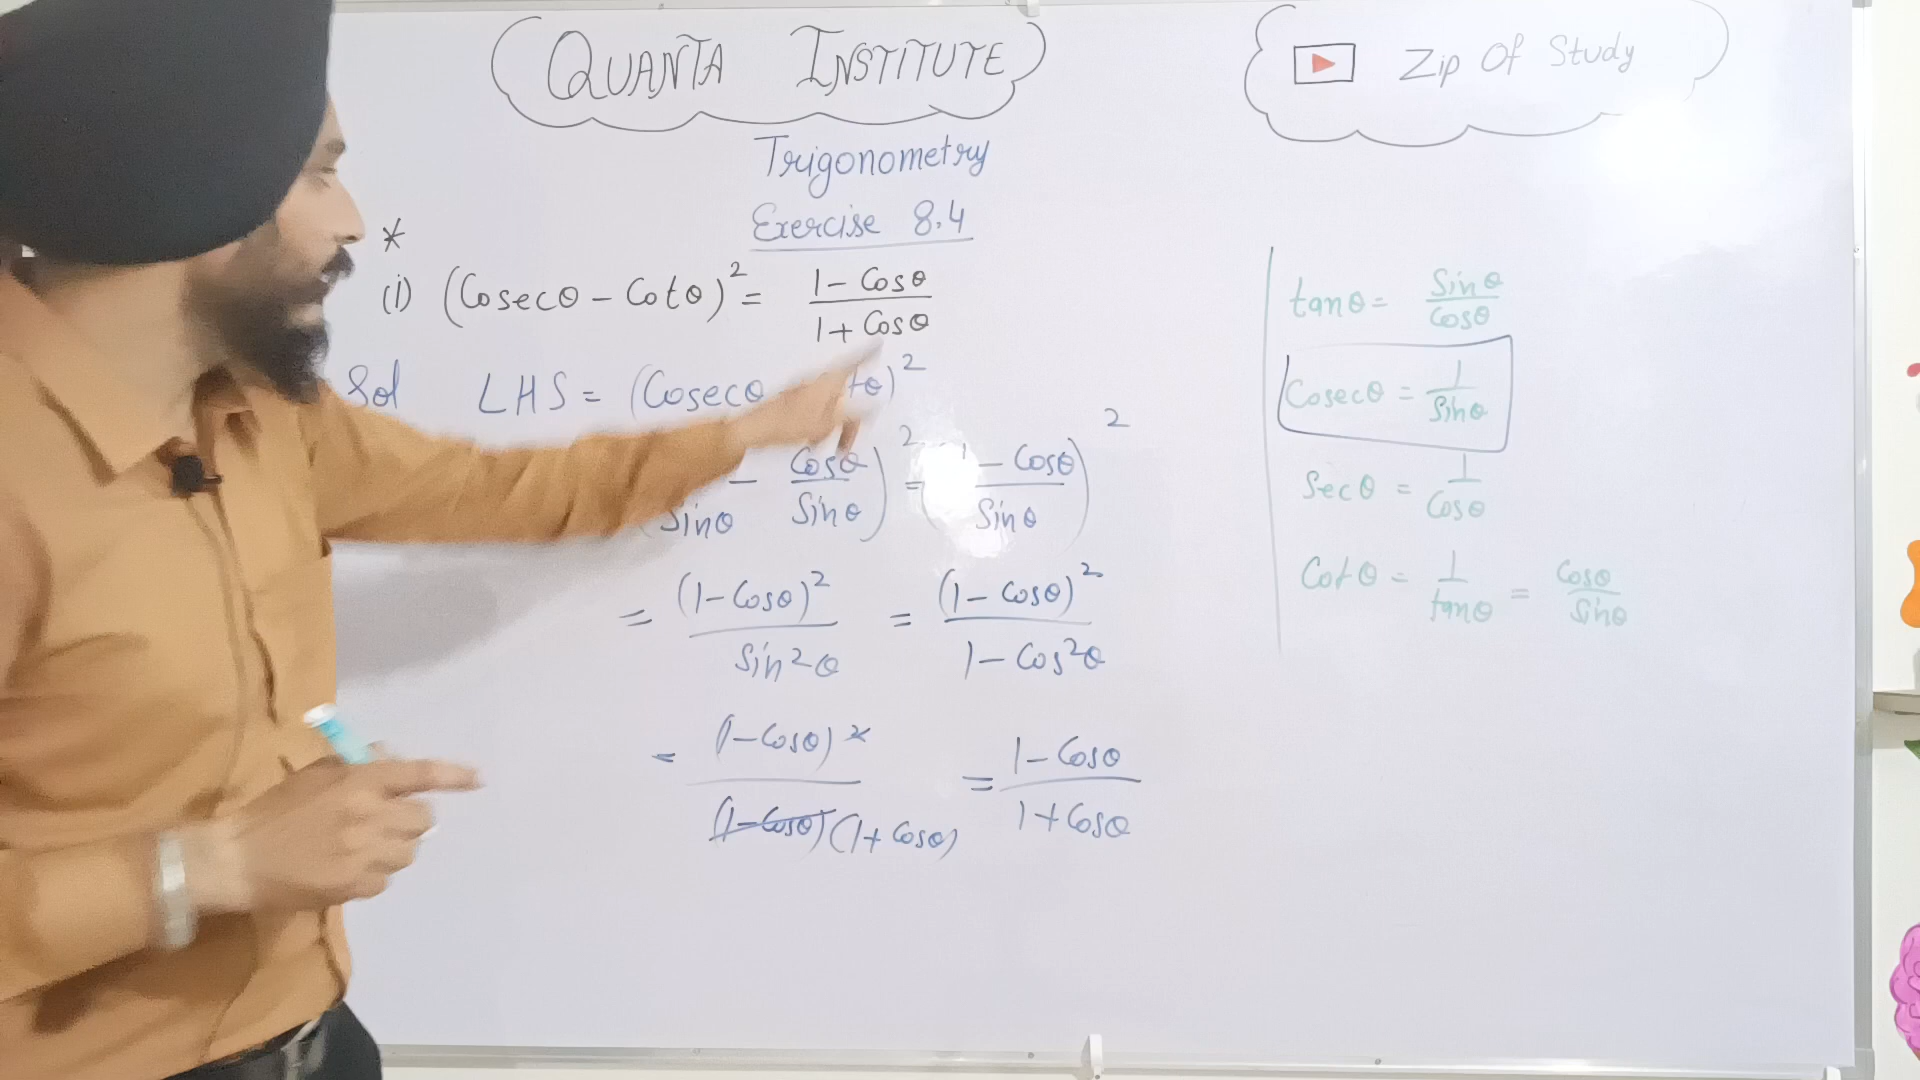 QUANTA INSTITUTE
Zip Of Study
Trigonometry
Exercise 8.4
*
(i) (Cosecθ - Cotθ)² = (1 - Cosθ)/(1 + Cosθ)
Sol LHS = (Cosecθ tθ)²
Sinθ - Cosθ/Sinθ)² = (1 - Cosθ/Sinθ)²
= (1-Cosθ)²/Sin²θ = (1 - Cosθ)²/1 - Cos²θ
= (1-Cosθ)²/(1-Cosθ)(1+Cosθ) = 1 - Cosθ/1 + Cosθ
tanθ = Sinθ/Cosθ
Cosecθ = 1/Sinθ
Secθ = 1/Cosθ
Cotθ = 1/tanθ = Cosθ/Sinθ